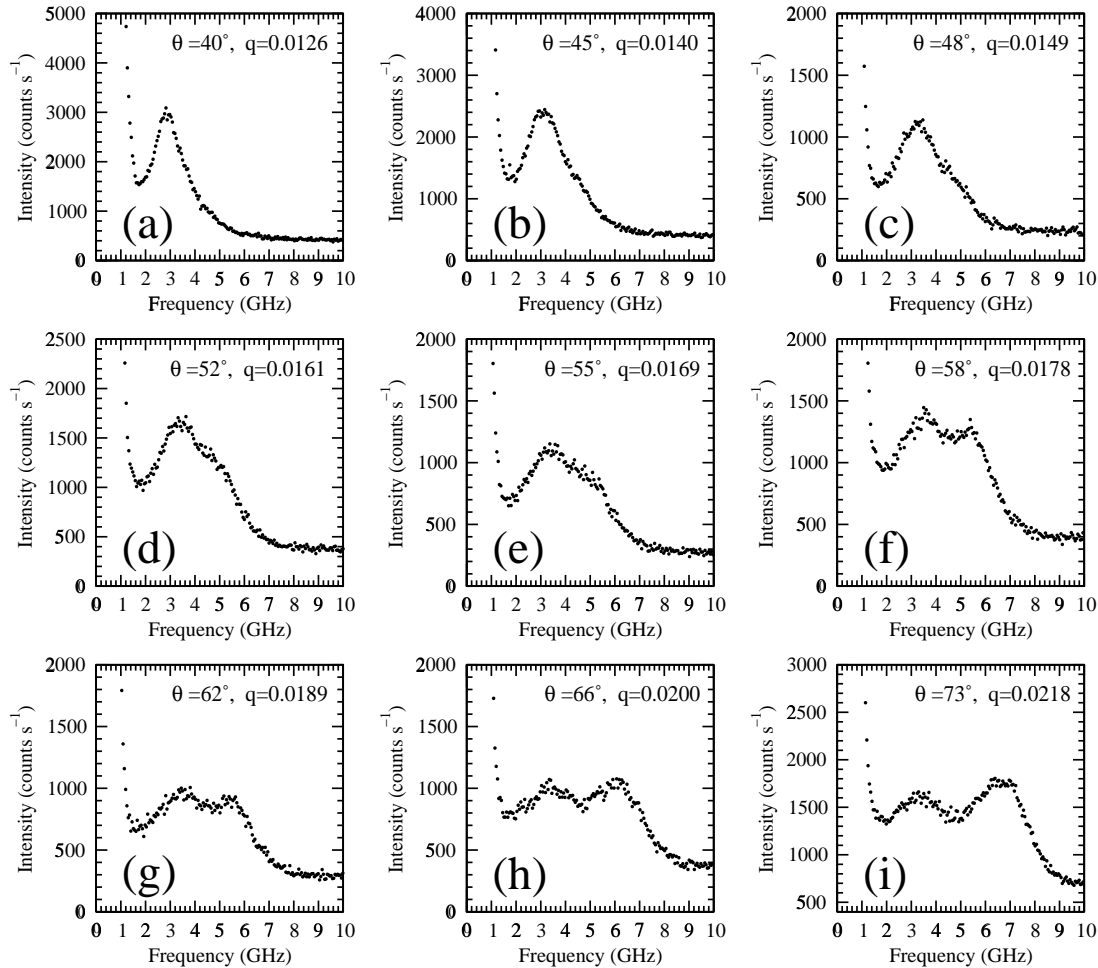 5000
4000
3000
2000
1000
0
Intensity (counts s⁻¹)
θ =40°, q=0.0126
(a)
0 1 2 3 4 5 6 7 8 9 10
Frequency (GHz)
4000
3000
2000
1000
0
Intensity (counts s⁻¹)
θ =45°, q=0.0140
(b)
0 1 2 3 4 5 6 7 8 9 10
Frequency (GHz)
2000
1500
1000
500
0
Intensity (counts s⁻¹)
θ =48°, q=0.0149
(c)
0 1 2 3 4 5 6 7 8 9 10
Frequency (GHz)
2500
2000
1500
1000
500
0
Intensity (counts s⁻¹)
θ =52°, q=0.0161
(d)
0 1 2 3 4 5 6 7 8 9 10
Frequency (GHz)
2000
1500
1000
500
0
Intensity (counts s⁻¹)
θ =55°, q=0.0169
(e)
0 1 2 3 4 5 6 7 8 9 10
Frequency (GHz)
2000
1500
1000
500
0
Intensity (counts s⁻¹)
θ =58°, q=0.0178
(f)
0 1 2 3 4 5 6 7 8 9 10
Frequency (GHz)
2000
1500
1000
500
0
Intensity (counts s⁻¹)
θ =62°, q=0.0189
(g)
0 1 2 3 4 5 6 7 8 9 10
Frequency (GHz)
2000
1500
1000
500
0
Intensity (counts s⁻¹)
θ =66°, q=0.0200
(h)
0 1 2 3 4 5 6 7 8 9 10
Frequency (GHz)
3000
2500
2000
1500
1000
500
Intensity (counts s⁻¹)
θ =73°, q=0.0218
(i)
0 1 2 3 4 5 6 7 8 9 10
Frequency (GHz)